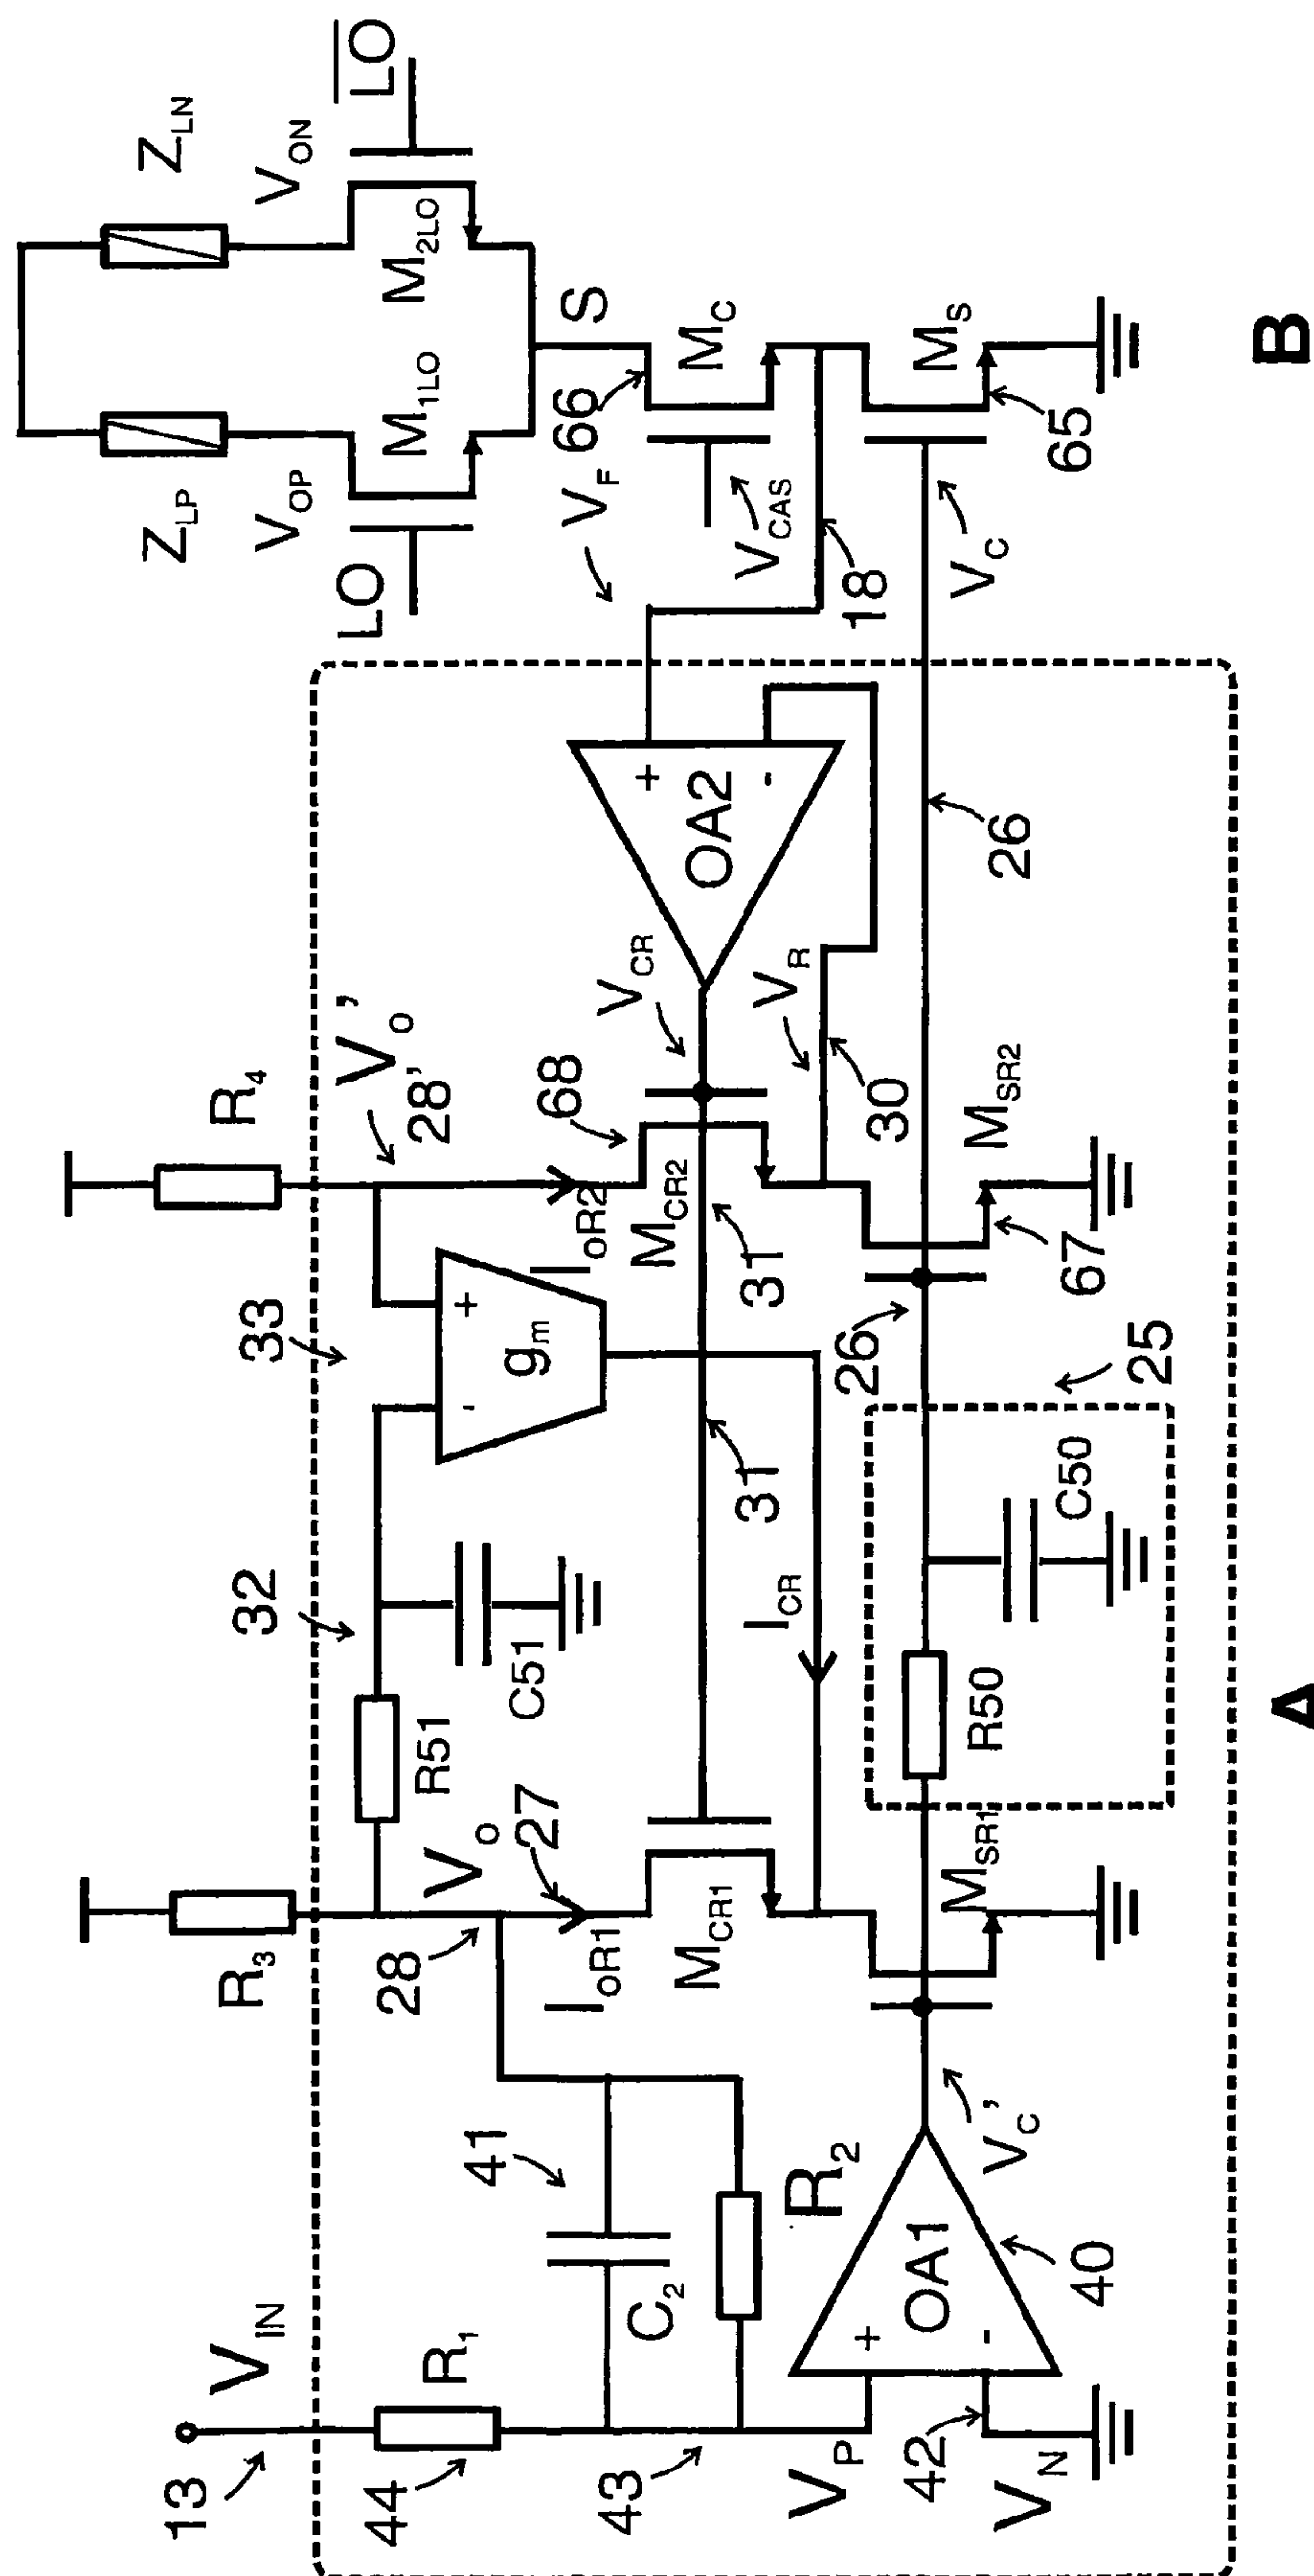 13
V_IN
44
R_1
43
V_P
42
V_N
OA1
+
-
40
V_C'
C_2
41
R_2
R_3
28
V_o
27
I_oR1
M_CR1
M_SR1
R51
C51
32
33
g_m
-
+
I_CR
31
R50
C50
25
26
R_4
V_o'
28'
I_oR2
68
M_CR2
31
V_CR
V_R
30
M_SR2
67
26
OA2
+
-
V_F
18
V_C
65
M_S
V_CAS
66
M_C
S
LO
V_OP
Z_LP
M_1LO
M_2LO
V_ON
Z_LN
L̅O̅
A
B